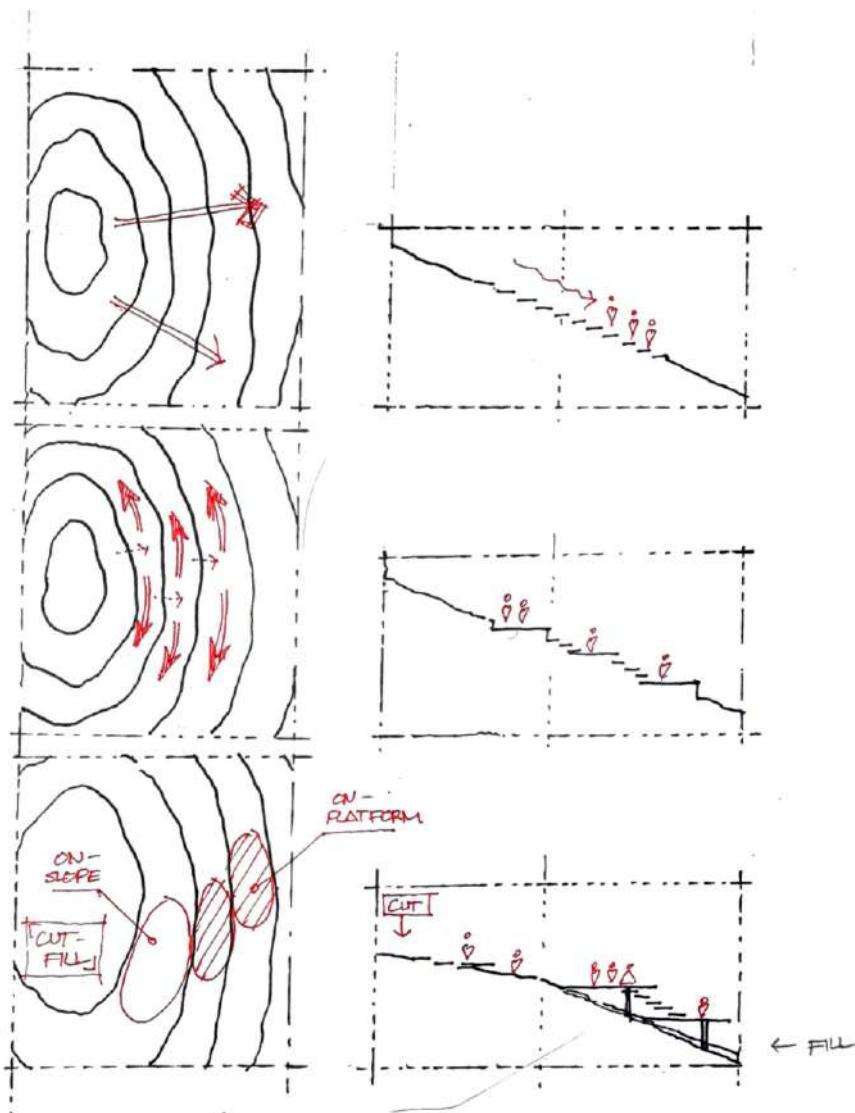 ON-
PLATFORM
ON-
SLOPE
CUT-
FILL
CUT
← FILL